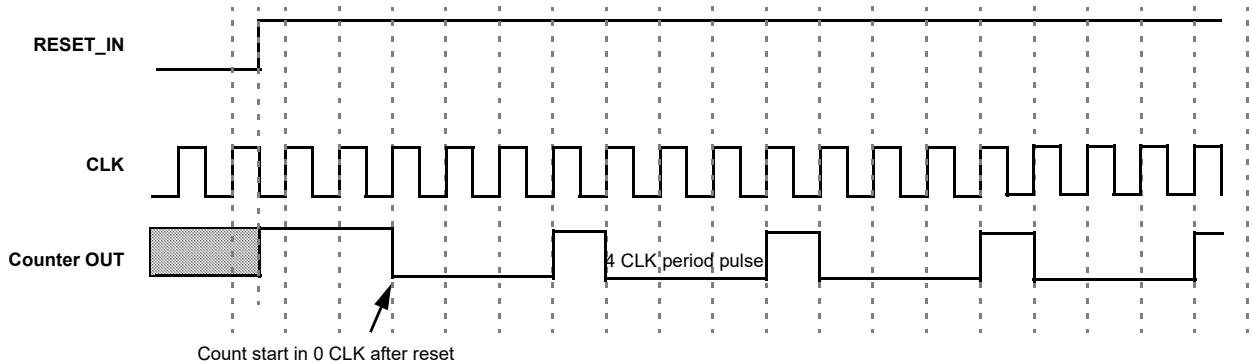 RESET_IN
CLK
Counter OUT
4 CLK period pulse
Count start in 0 CLK after reset